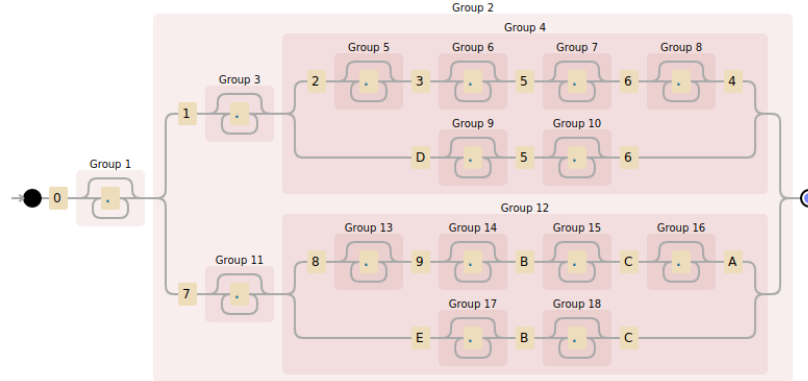 Group 2
Group 4
Group 5 Group 6 Group 7 Group 8
Group 3
2 . 3 . 5 . 6 . 4
1 .
Group 9 Group 10
D . 5 . 6
Group 1
0 .
Group 12
Group 13 Group 14 Group 15 Group 16
Group 11
8 . 9 . B . C . A
7 .
Group 17 Group 18
E . B . C